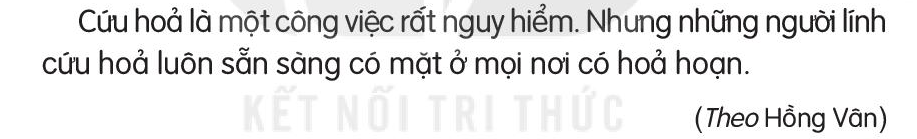 Cứu hoả là một công việc rất nguy hiểm. Nhưng những người lính
cứu hoả luôn sẵn sàng có mặt ở mọi nơi có hoả hoạn.
KẾT NỐI TRI THỨC
(Theo Hồng Vân)